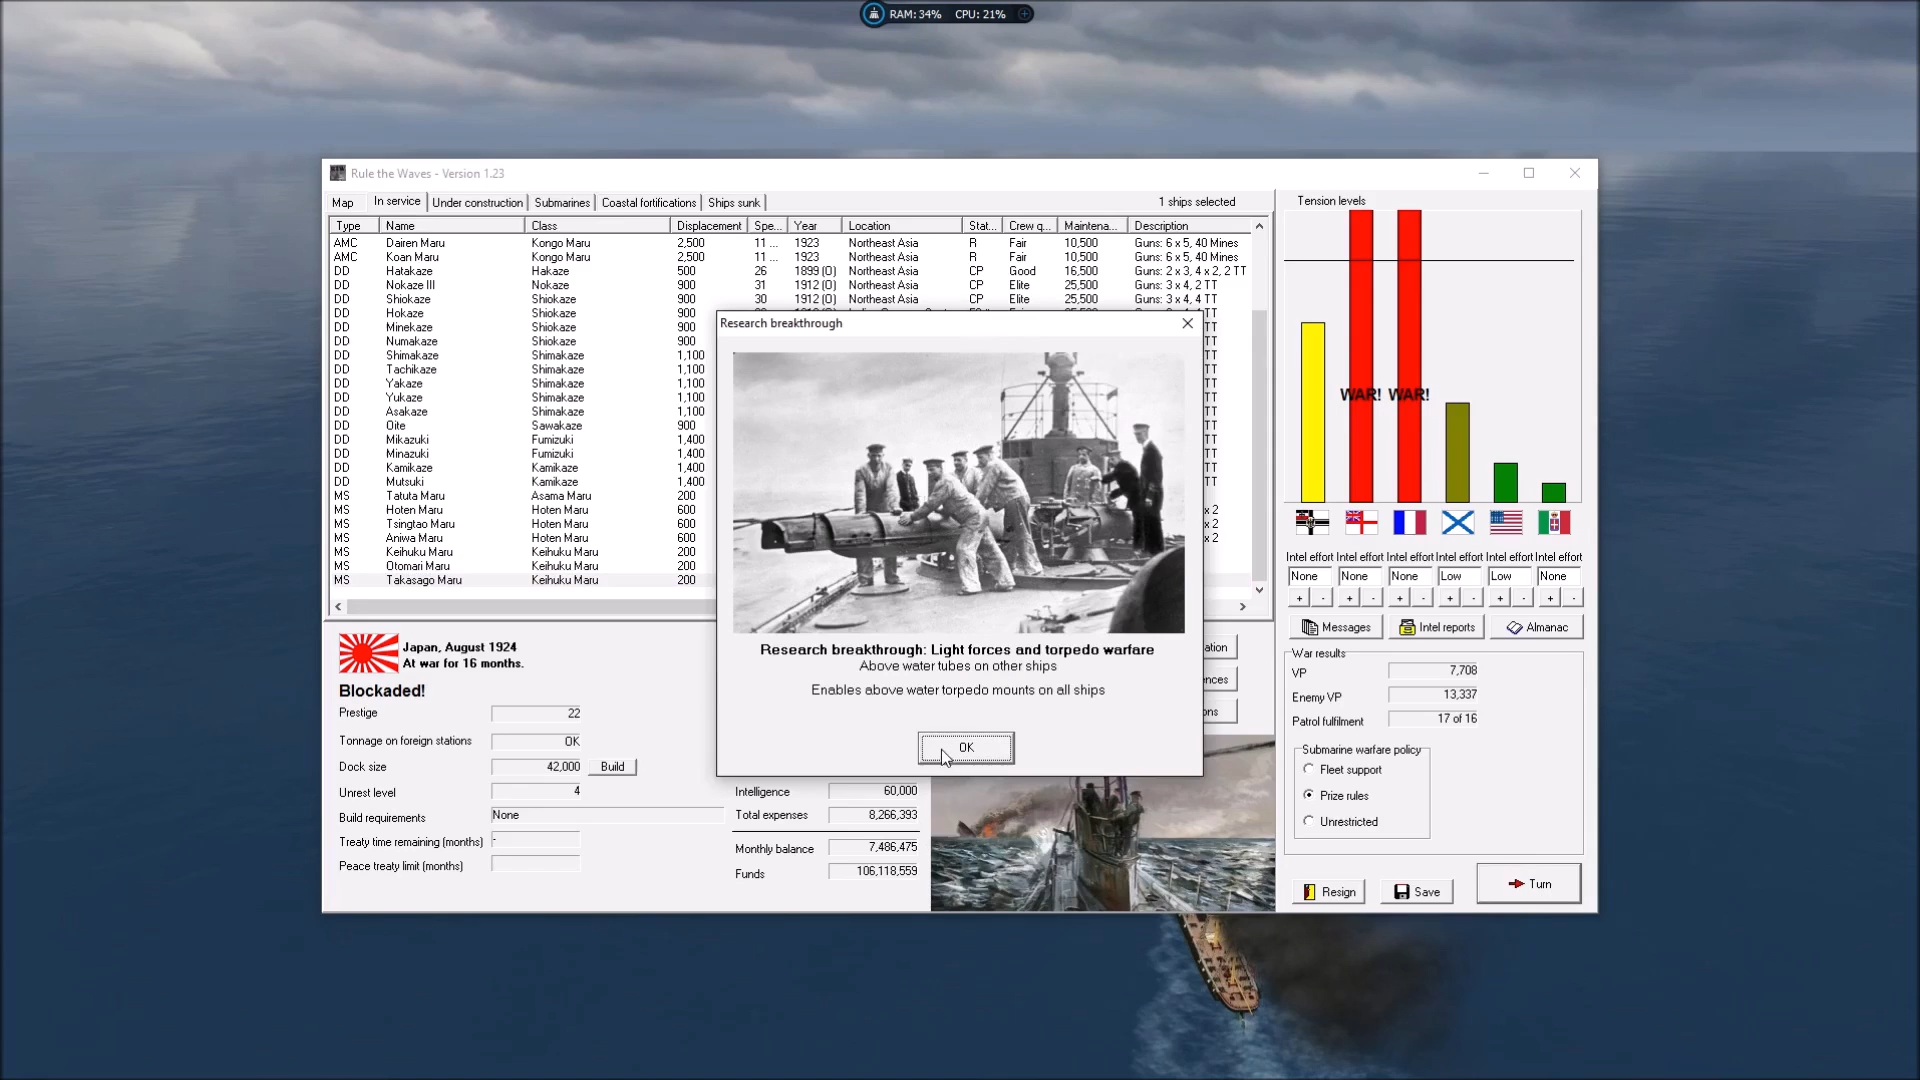 RAM: 34% CPU: 21%
Rule the Waves - Version 1.23
Map In service Under construction Submarines Coastal fortifications Ships sunk 1 ships selected
Type Name Class Displacement Spe... Year Location Stat... Crew q... Maintena... Description
AMC Dairen Maru Kongo Maru 2,500 11 ... 1923 Northeast Asia R Fair 10,500 Guns: 6 x 5, 40 Mines
AMC Koan Maru Kongo Maru 2,500 11 ... 1923 Northeast Asia R Fair 10,500 Guns: 6 x 5, 40 Mines
DD Hatakaze Hakaze 500 26 1899 (O) Northeast Asia CP Good 16,500 Guns: 2 x 3, 4 x 2, 2 TT
DD Nokaze III Nokaze 900 31 1912 (O) Northeast Asia CP Elite 25,500 Guns: 3 x 4, 2 TT
DD Shiokaze Shiokaze 900 30 1912 (O) Northeast Asia CP Elite 25,500 Guns: 3 x 4, 4 TT
DD Hokaze Shiokaze 900
DD Minekaze Shiokaze 900 TT
DD Numakaze Shiokaze 900 TT
DD Shimakaze Shimakaze 1,100 TT
DD Tachikaze Shimakaze 1,100 TT
DD Yakaze Shimakaze 1,100 TT
DD Yukaze Shimakaze 1,100 TT
DD Asakaze Shimakaze 1,100 TT
DD Oite Sawakaze 900 TT
DD Mikazuki Fumizuki 1,400 TT
DD Minazuki Fumizuki 1,400 TT
DD Kamikaze Kamikaze 1,400 TT
DD Mutsuki Kamikaze 1,400 TT
MS Tatuta Maru Asama Maru 200
MS Hoten Maru Hoten Maru 600 x 2
MS Tsingtao Maru Hoten Maru 600 x 2
MS Aniwa Maru Hoten Maru 600 x 2
MS Keihuku Maru Keihuku Maru 200
MS Otomari Maru Keihuku Maru 200
MS Takasago Maru Keihuku Maru 200
Research breakthrough
Research breakthrough: Light forces and torpedo warfare
Above water tubes on other ships
Enables above water torpedo mounts on all ships
OK
Japan, August 1924
At war for 16 months.
Blockaded!
Prestige 22
Tonnage on foreign stations OK
Dock size 42,000 Build
Unrest level 4
Build requirements None
Treaty time remaining (months) -
Peace treaty limit (months)
Intelligence 60,000
Total expenses 8,266,393
Monthly balance 7,486,475
Funds 106,118,559
ation
nces
ons
Tension levels
WAR! WAR!
Intel effort Intel effort Intel effort Intel effort Intel effort Intel effort
None None None Low Low None
+ - + - + - + - + - + -
Messages Intel reports Almanac
War results
VP 7,708
Enemy VP 13,337
Patrol fulfilment 17 of 16
Submarine warfare policy
Fleet support
Prize rules
Unrestricted
Resign Save Turn